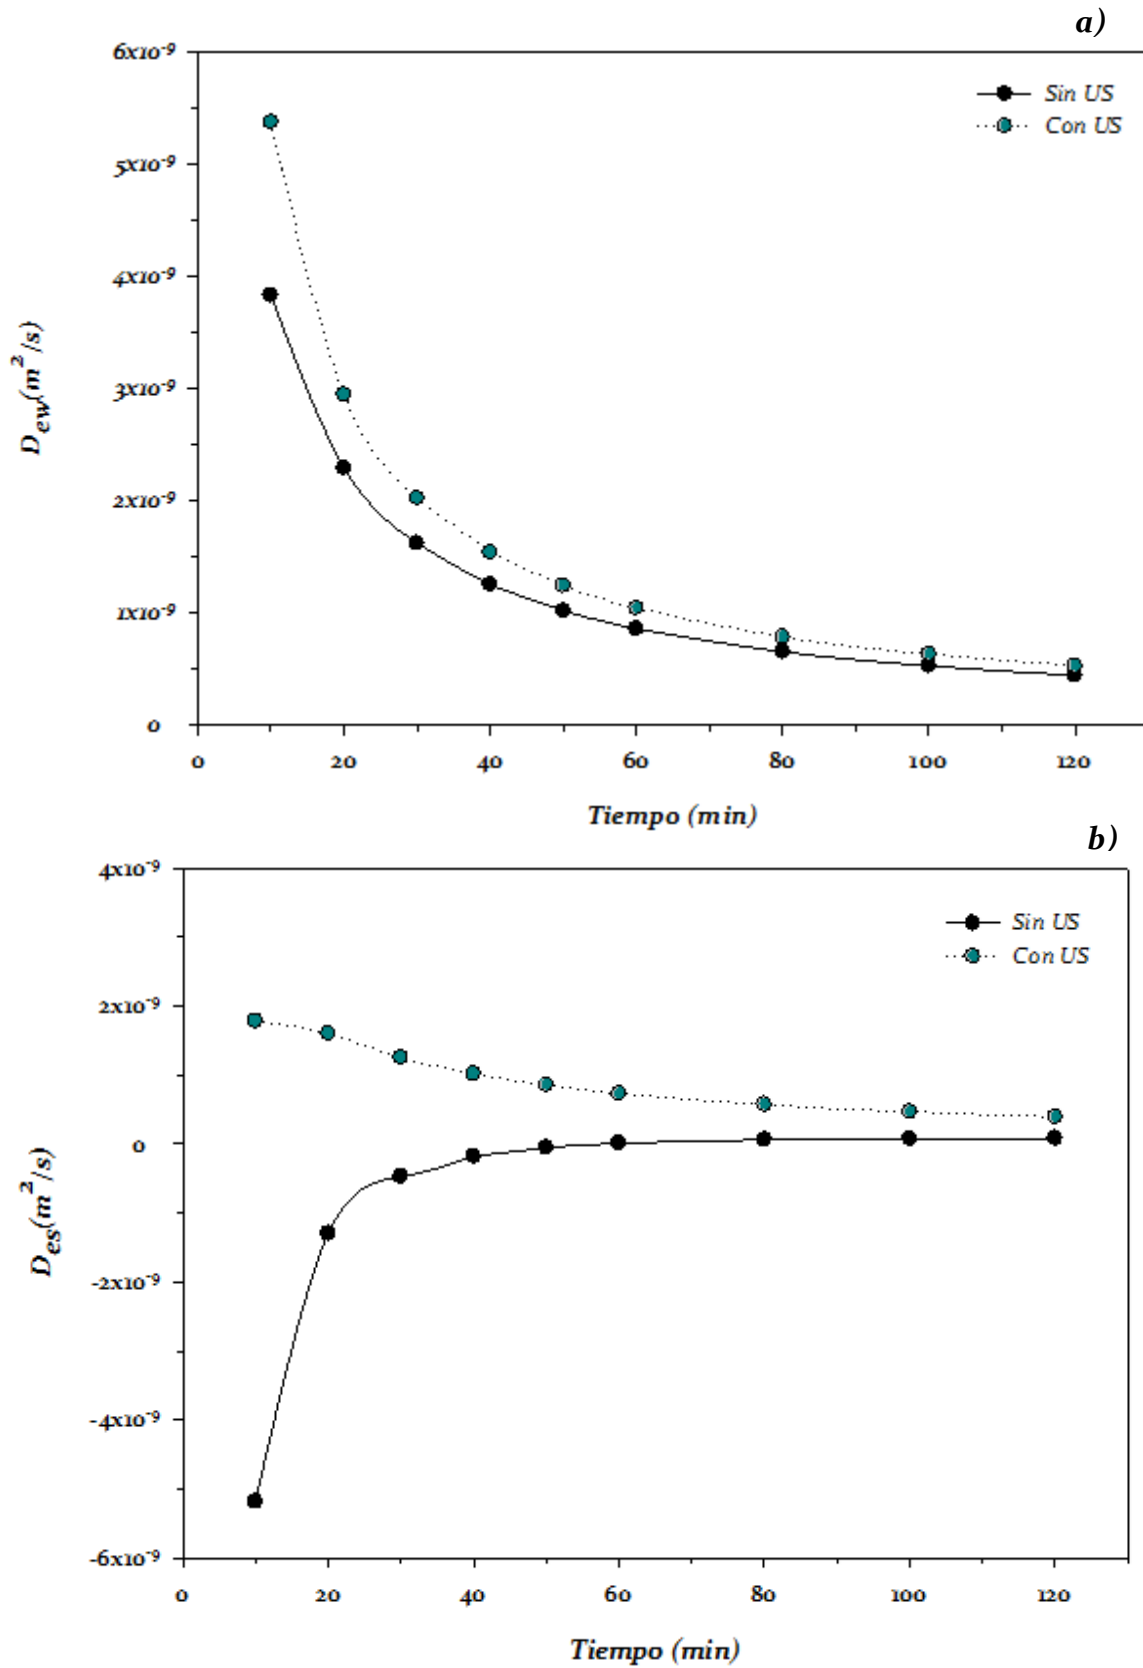 a)
6x10⁻⁹
Sin US
Con US
5x10⁻⁹
4x10⁻⁹
3x10⁻⁹
2x10⁻⁹
1x10⁻⁹
0
D_ew(m²/s)
0 20 40 60 80 100 120
Tiempo (min)
b)
4x10⁻⁹
Sin US
Con US
2x10⁻⁹
0
-2x10⁻⁹
-4x10⁻⁹
-6x10⁻⁹
D_es(m²/s)
0 20 40 60 80 100 120
Tiempo (min)